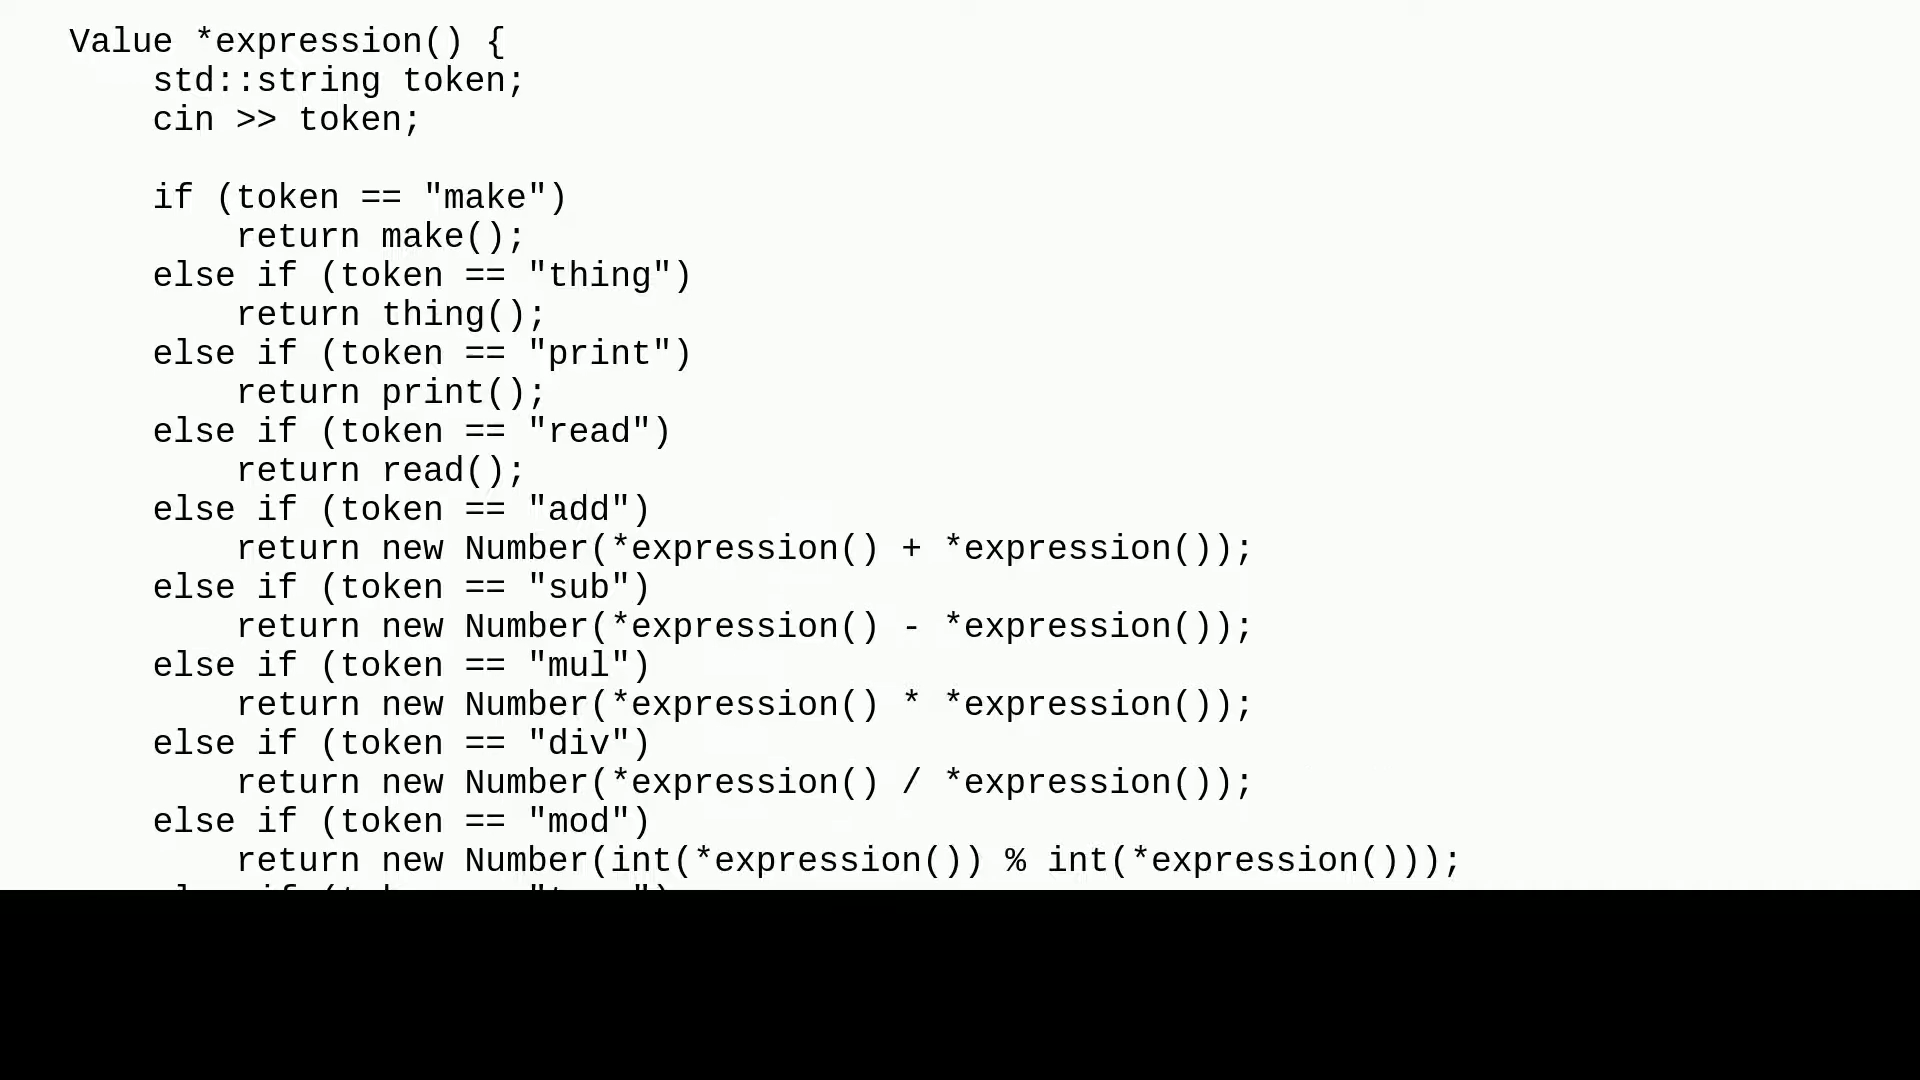 Value *expression() {
    std::string token;
    cin >> token;

    if (token == "make")
        return make();
    else if (token == "thing")
        return thing();
    else if (token == "print")
        return print();
    else if (token == "read")
        return read();
    else if (token == "add")
        return new Number(*expression() + *expression());
    else if (token == "sub")
        return new Number(*expression() - *expression());
    else if (token == "mul")
        return new Number(*expression() * *expression());
    else if (token == "div")
        return new Number(*expression() / *expression());
    else if (token == "mod")
        return new Number(int(*expression()) % int(*expression()));